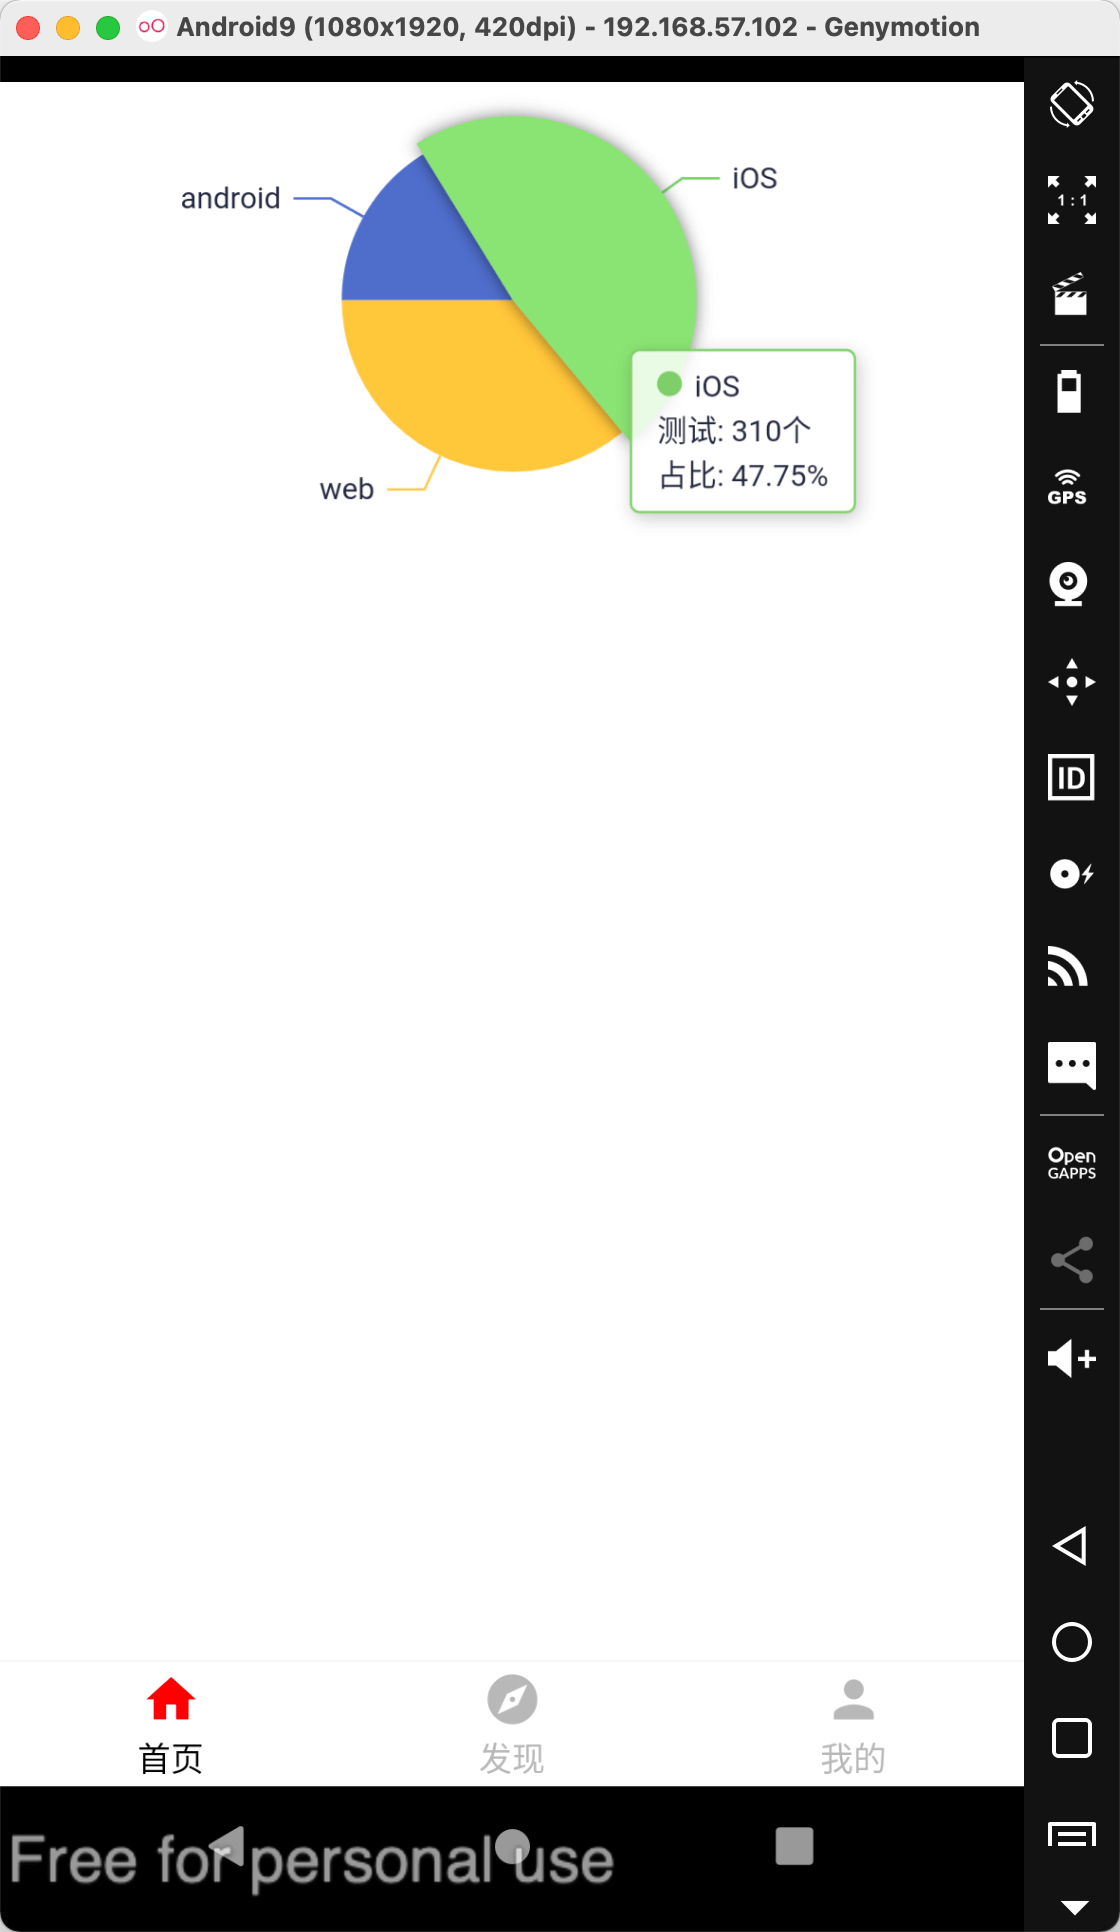 Android9 (1080x1920, 420dpi) - 192.168.57.102 - Genymotion
1 : 1
android
iOS
iOS
测试: 310个
占比: 47.75%
web
GPS
ID
Open
GAPPS
首页
发现
我的
Free for personal use